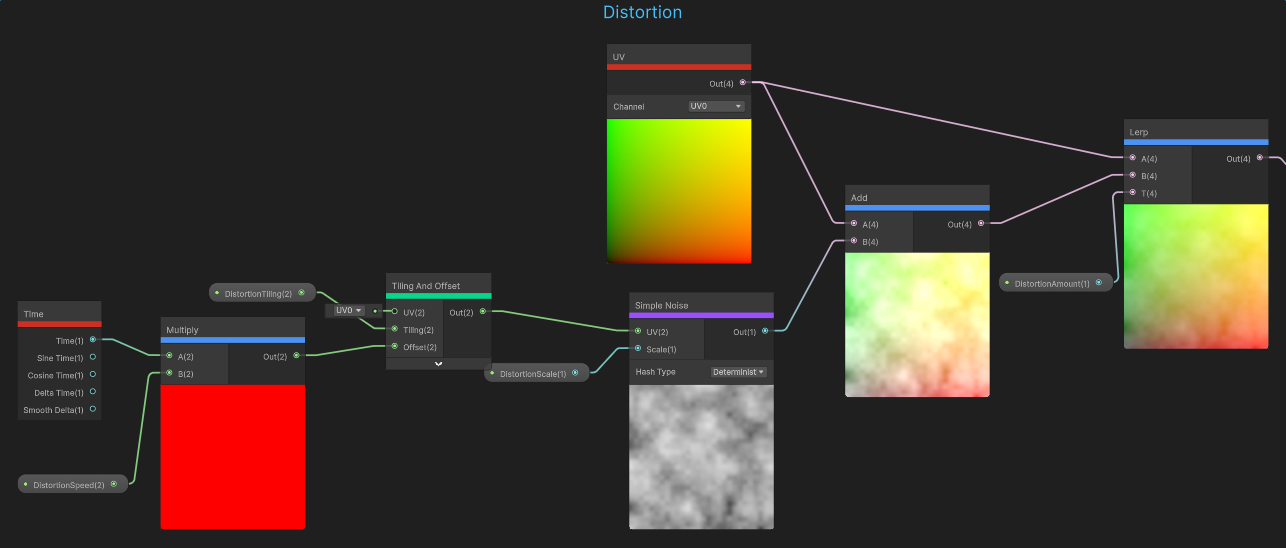 Distortion
UV
Out(4)
Channel
UV0
Lerp
A(4)
Out(4)
B(4)
T(4)
Add
A(4)
Out(4)
B(4)
DistortionAmount(1)
DistortionTiling(2)
Tiling And Offset
UV0
UV(2)
Out(2)
Tiling(2)
Offset(2)
Simple Noise
UV(2)
Out(1)
Scale(1)
Hash Type
Determinist
DistortionScale(1)
Time
Time(1)
Sine Time(1)
Cosine Time(1)
Delta Time(1)
Smooth Delta(1)
Multiply
A(2)
Out(2)
B(2)
DistortionSpeed(2)